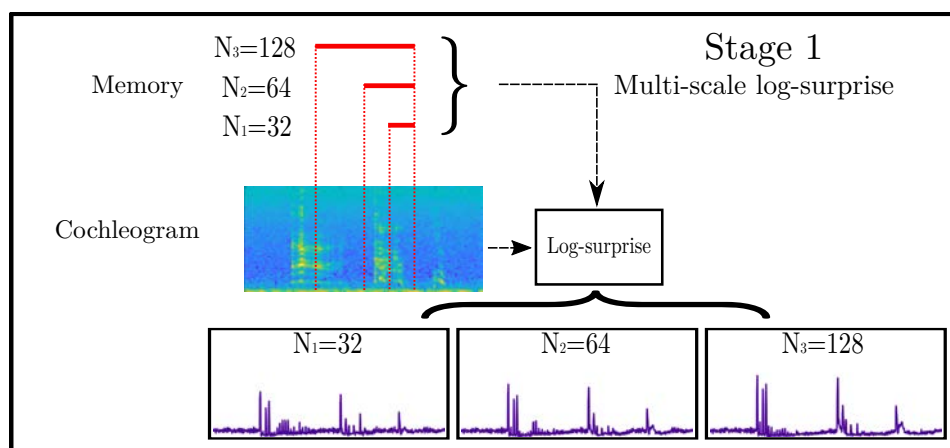 N₃=128
Stage 1
Memory
N₂=64
Multi-scale log-surprise
N₁=32
Cochleogram
Log-surprise
N₁=32
N₂=64
N₃=128